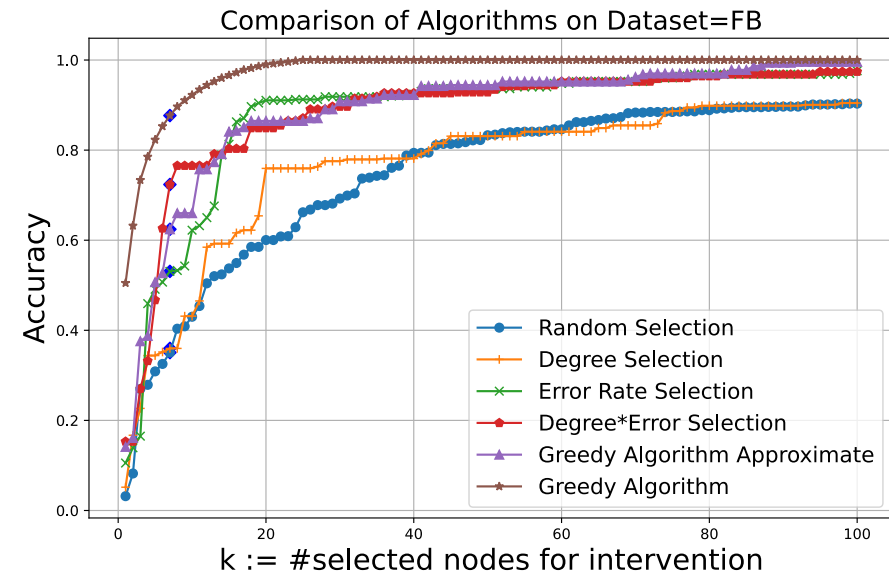 Comparison of Algorithms on Dataset=FB
Accuracy
1.0
0.8
0.6
0.4
0.2
0.0
0
20
40
60
80
100
k := #selected nodes for intervention
Random Selection
Degree Selection
Error Rate Selection
Degree*Error Selection
Greedy Algorithm Approximate
Greedy Algorithm